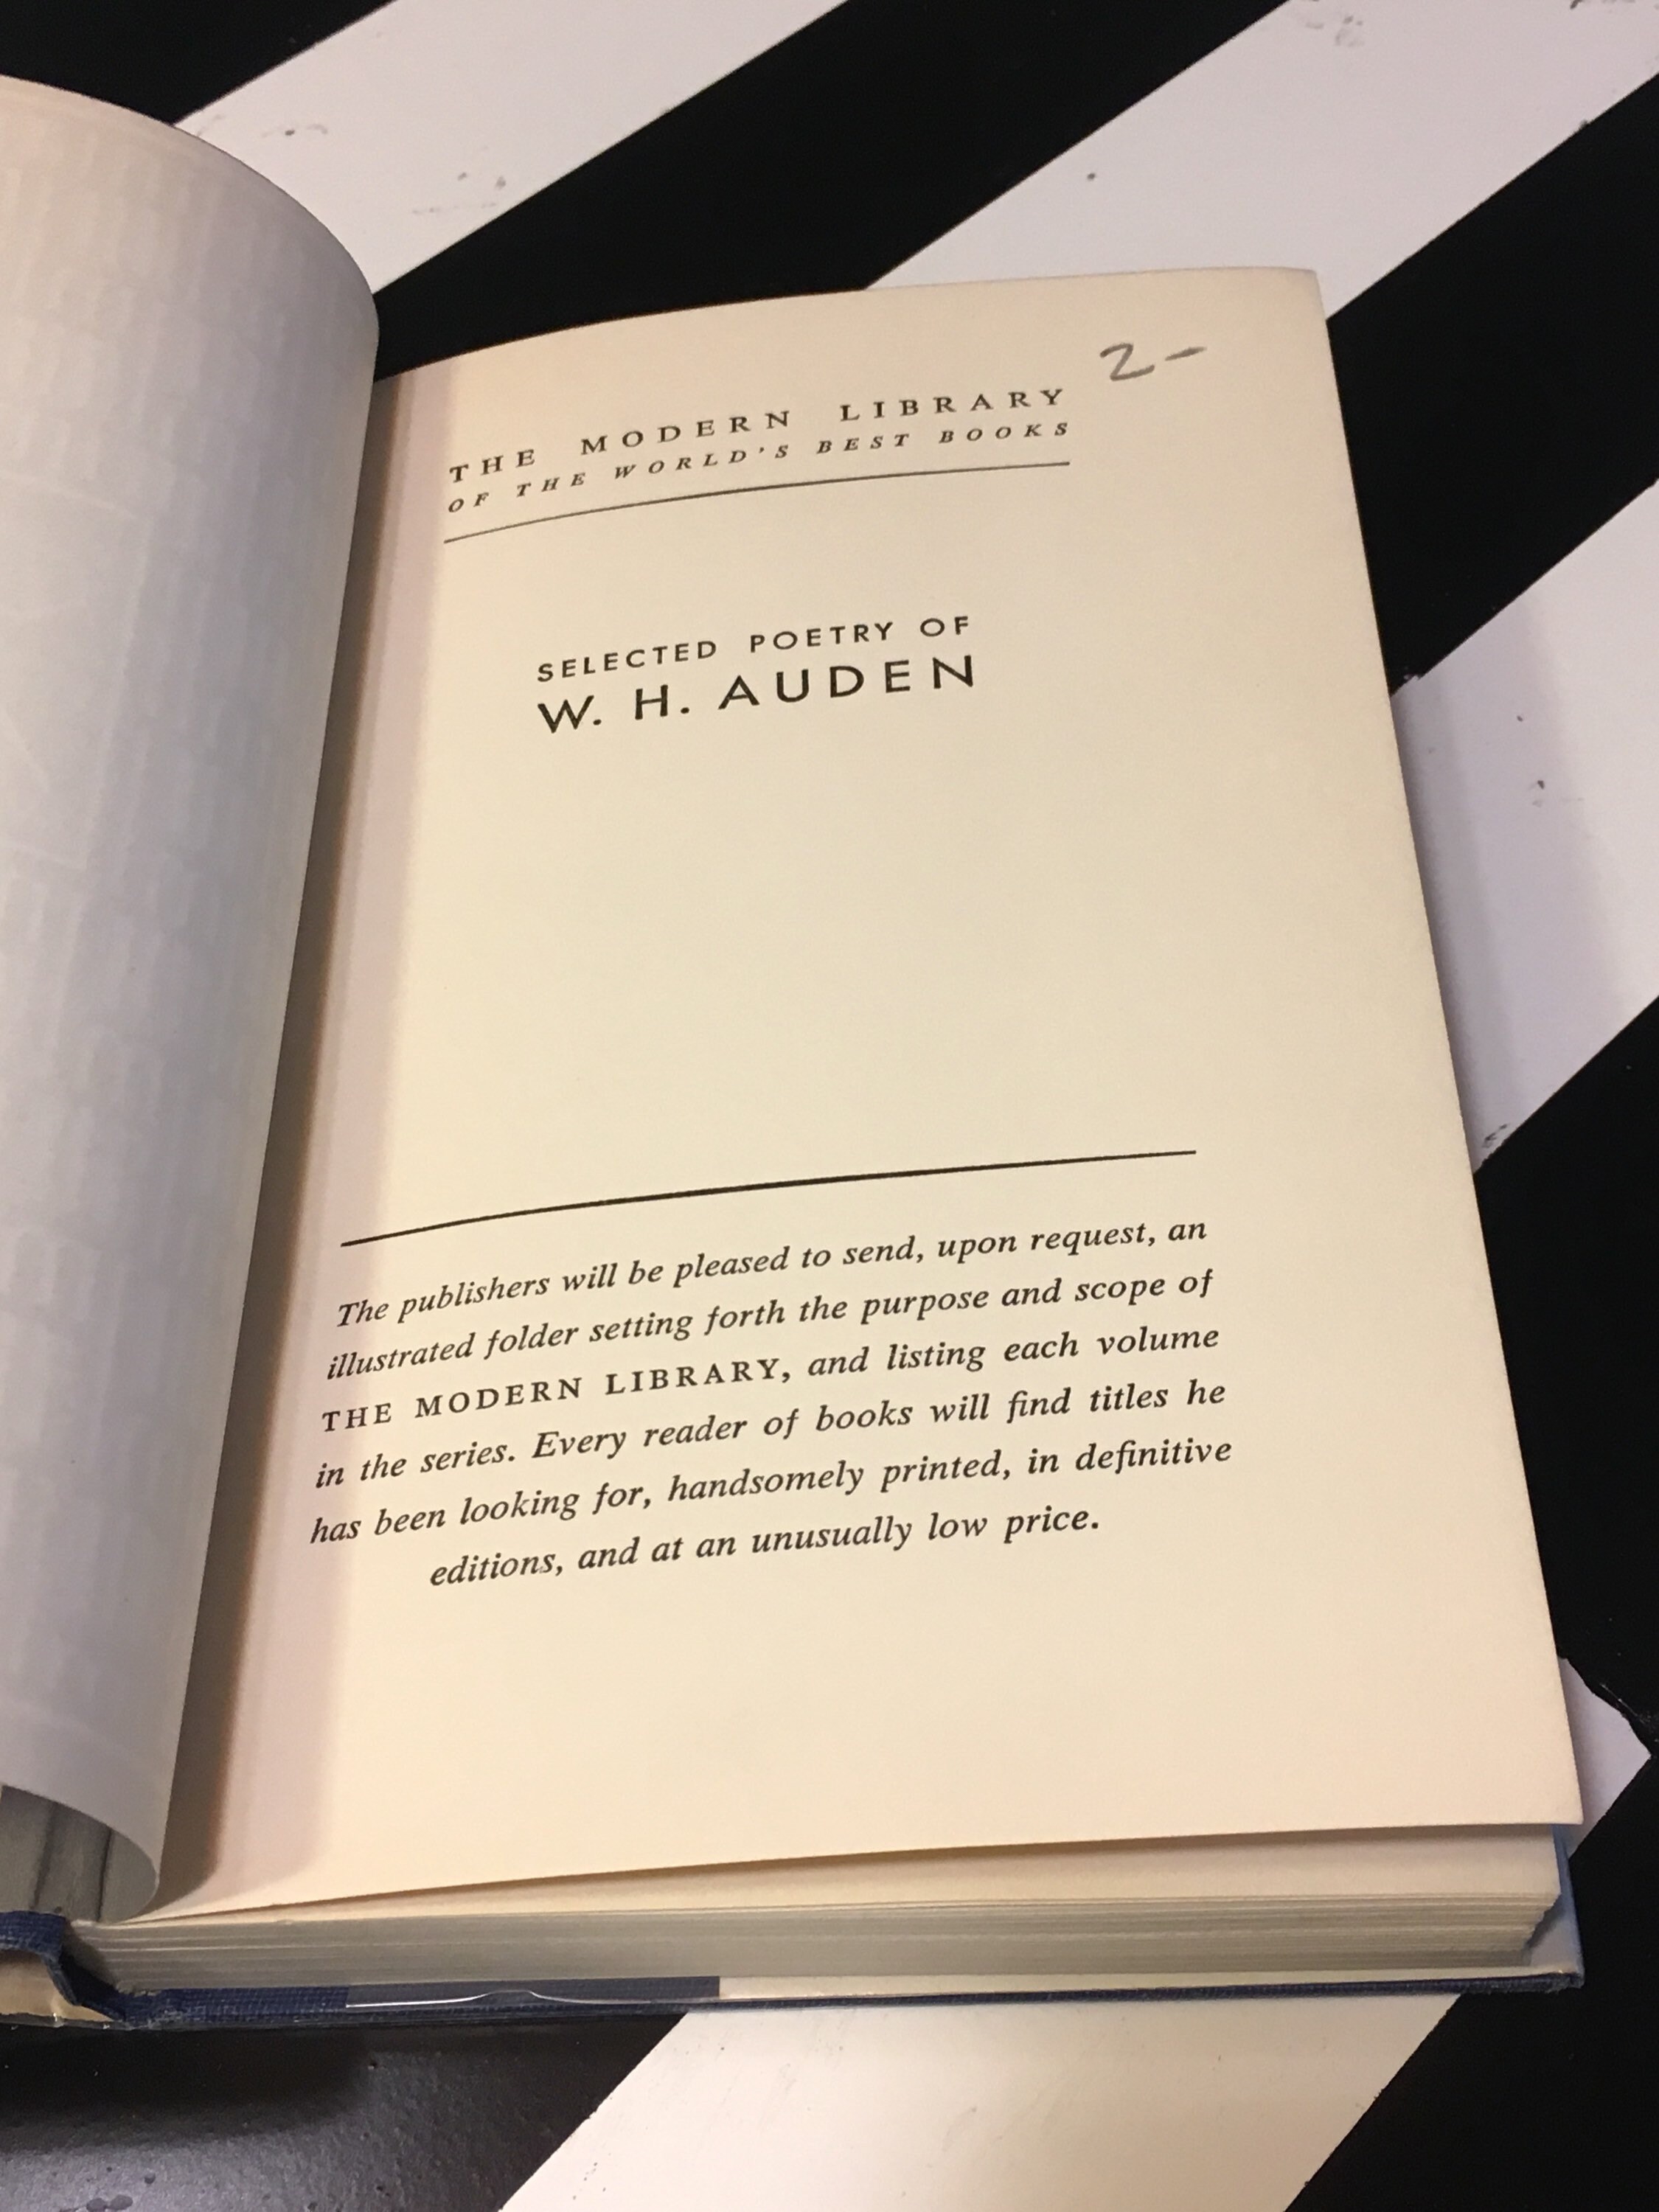 2-
THE MODERN LIBRARY
OF THE WORLD'S BEST BOOKS
SELECTED POETRY OF
W. H. AUDEN
The publishers will be pleased to send, upon request, an
illustrated folder setting forth the purpose and scope of
THE MODERN LIBRARY, and listing each volume
in the series. Every reader of books will find titles he
has been looking for, handsomely printed, in definitive
editions, and at an unusually low price.